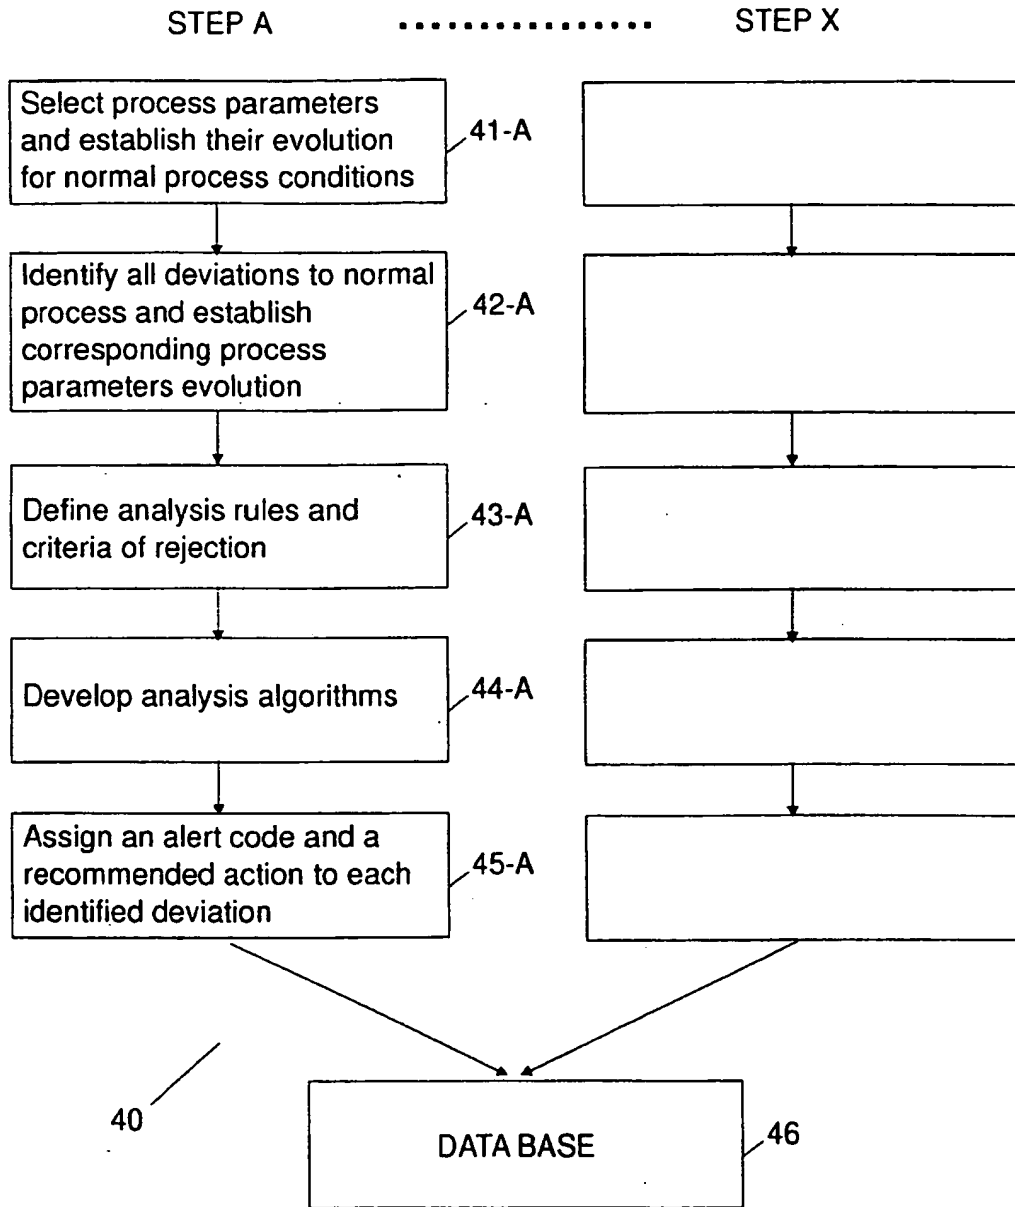 STEP A ............... STEP X
Select process parameters
and establish their evolution
for normal process conditions
41-A
Identify all deviations to normal
process and establish
corresponding process
parameters evolution
42-A
Define analysis rules and
criteria of rejection
43-A
Develop analysis algorithms
44-A
Assign an alert code and a
recommended action to each
identified deviation
45-A
40
DATA BASE
46